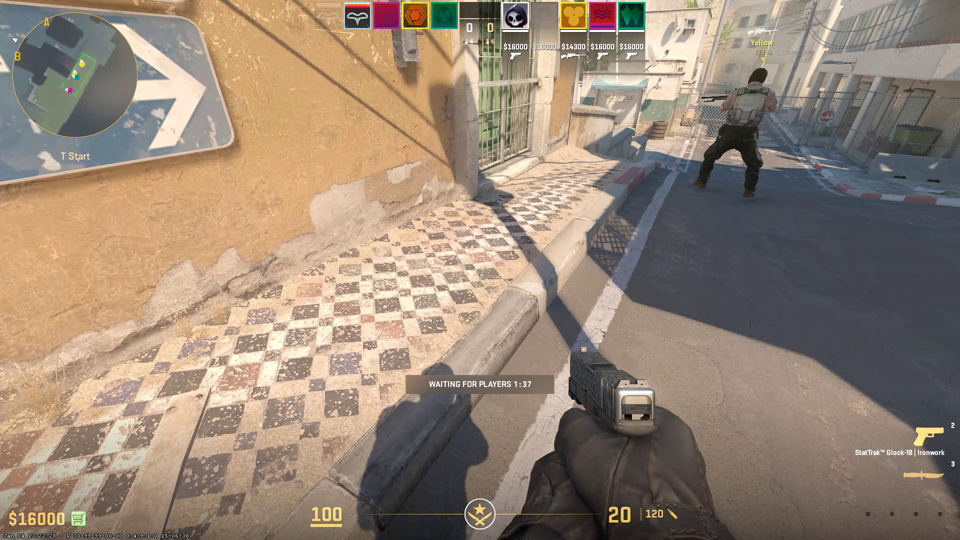 A
B
T Start
0 0
$16000
$14300
$16000
$16000
Yellow
WAITING FOR PLAYERS 1:37
2
StatTrak™ Glock-18 | Ironwork
3
$16000
100
20 | 120